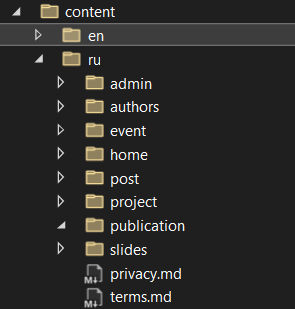 content
en
ru
admin
authors
event
home
post
project
publication
slides
privacy.md
terms.md